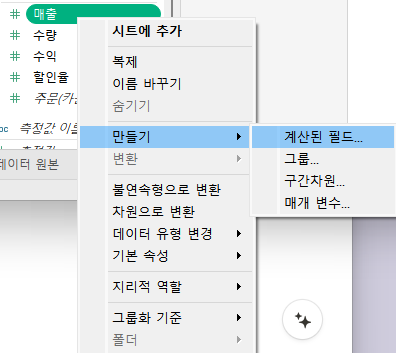 매출
수량
수익
할인율
주문(카
측정값 이름
데이터 원본
시트에 추가
복제
이름 바꾸기
숨기기
만들기
변환
불연속형으로 변환
차원으로 변환
데이터 유형 변경
기본 속성
지리적 역할
그룹화 기준
폴더
계산된 필드...
그룹...
구간차원...
매개 변수...